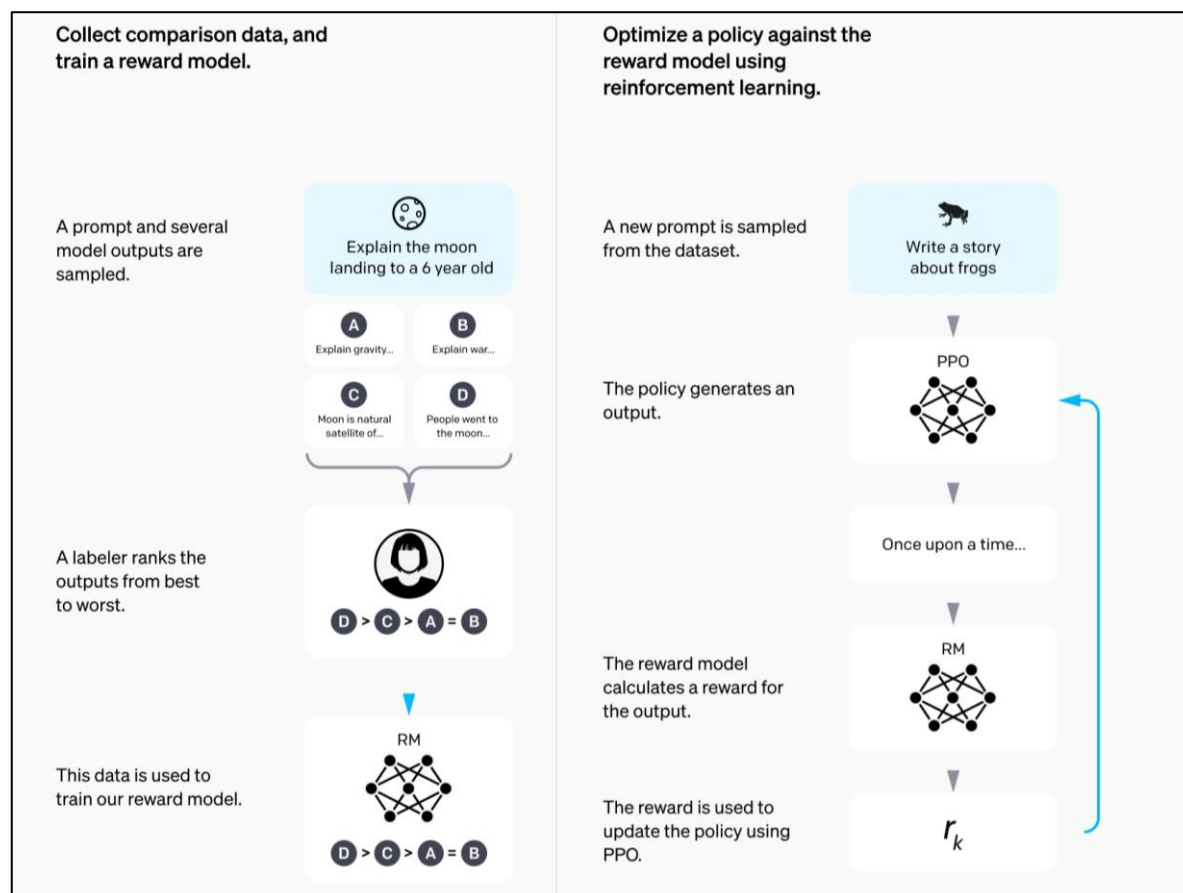 Collect comparison data, and
train a reward model.
A prompt and several
model outputs are
sampled.
Explain the moon
landing to a 6 year old
A
Explain gravity...
B
Explain war...
C
Moon is natural
satellite of...
D
People went to
the moon...
A labeler ranks the
outputs from best
to worst.
D > C > A = B
This data is used to
train our reward model.
RM
D > C > A = B
Optimize a policy against the
reward model using
reinforcement learning.
A new prompt is sampled
from the dataset.
Write a story
about frogs
The policy generates an
output.
PPO
Once upon a time...
The reward model
calculates a reward for
the output.
RM
The reward is used to
update the policy using
PPO.
rₖ